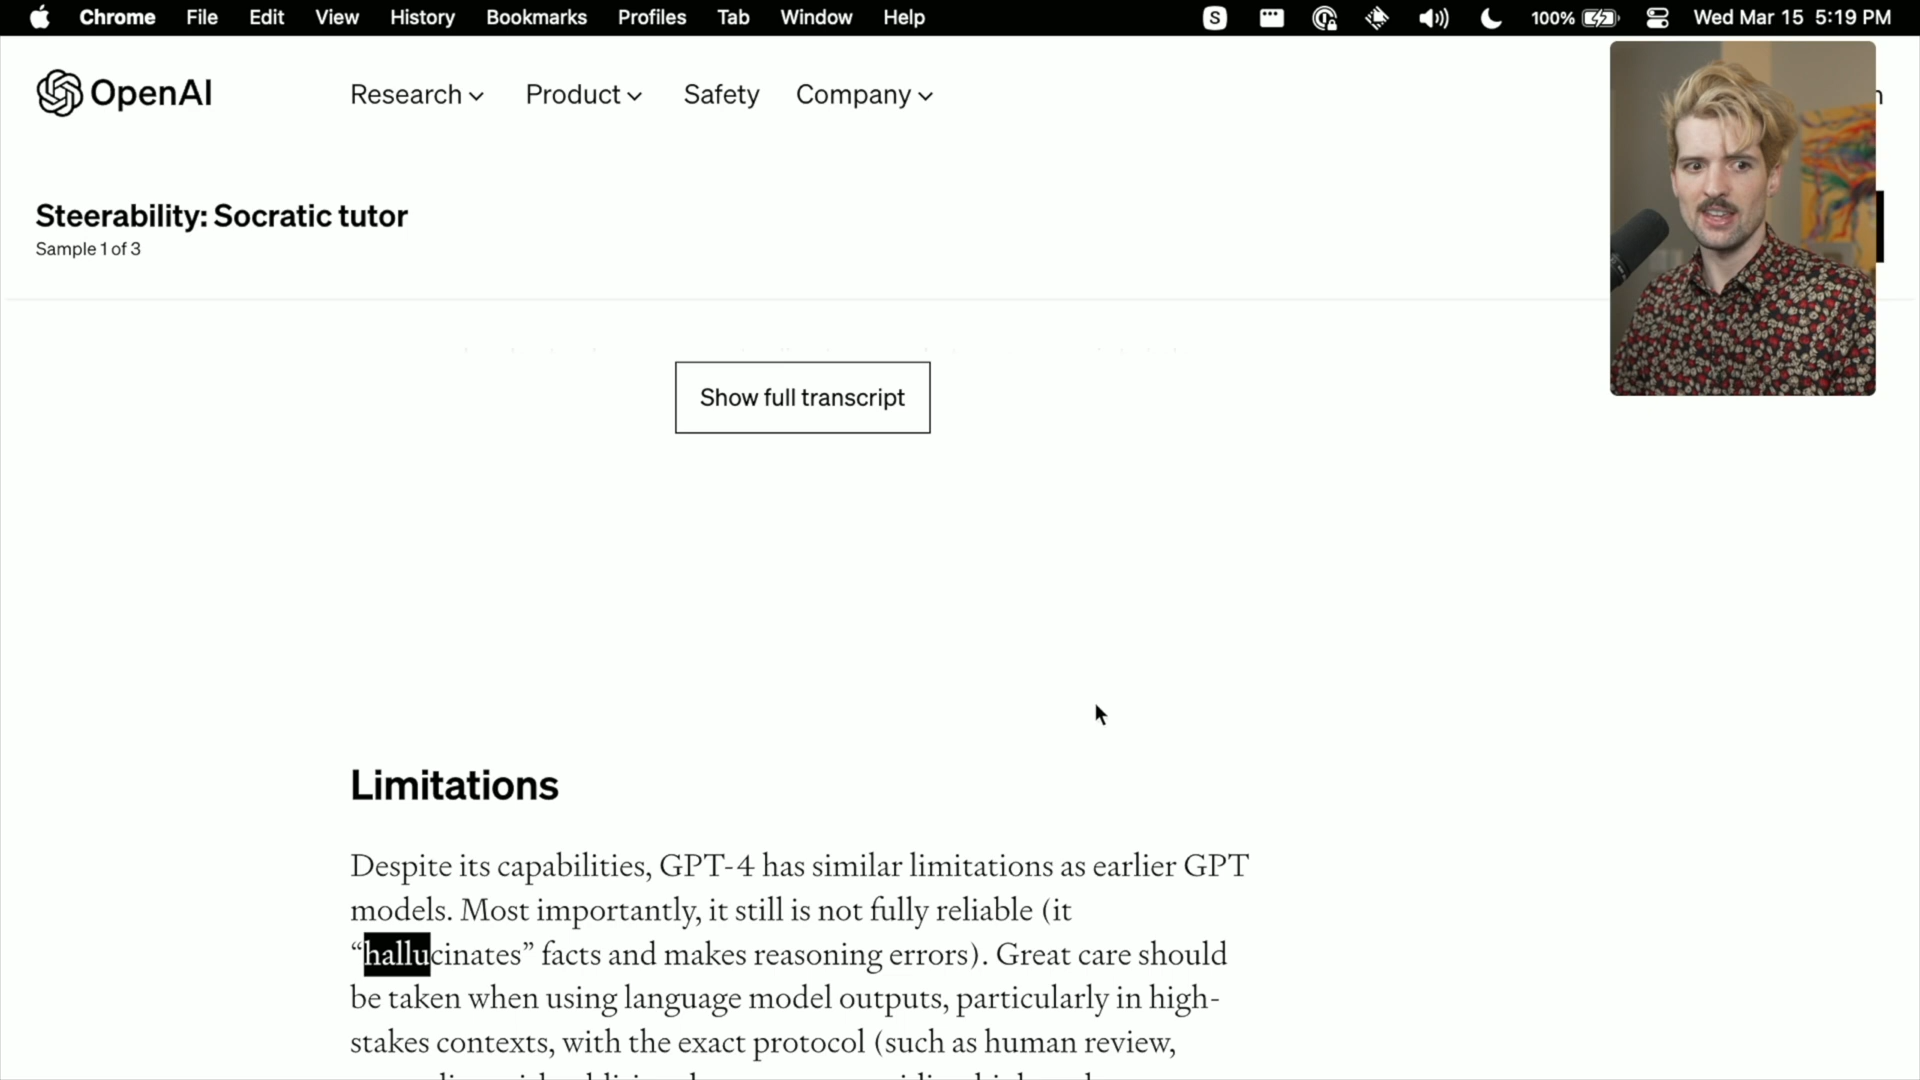 Chrome File Edit View History Bookmarks Profiles Tab Window Help S 100% Wed Mar 15 5:19 PM
OpenAI Research Product Safety Company
Steerability: Socratic tutor
Sample 1 of 3
Show full transcript
Limitations
Despite its capabilities, GPT-4 has similar limitations as earlier GPT
models. Most importantly, it still is not fully reliable (it
“hallucinates” facts and makes reasoning errors). Great care should
be taken when using language model outputs, particularly in high-
stakes contexts, with the exact protocol (such as human review,